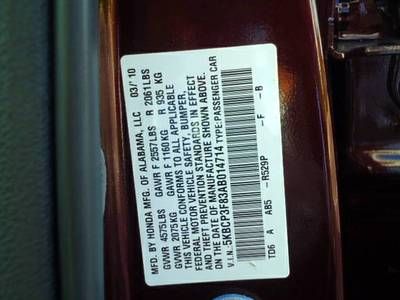 MFD. BY HONDA MFG. OF ALABAMA, LLC 03/'10
GVWR 4575LBS GAWR F 2557LBS R 2061LBS
GVWR 2075KG GAWR F 1160KG R 935 KG
THIS VEHICLE CONFORMS TO ALL APPLICABLE
FEDERAL MOTOR VEHICLE SAFETY, BUMPER,
THEFT PREVENTION STANDARDS IN EFFECT
ON THE DATE OF MANUFACTURE SHOWN ABOVE
V.I.N.: 5KBCP3F83AB014714 TYPE:PASSENGER CAR
TD6 A AB5 -R529P -F -B